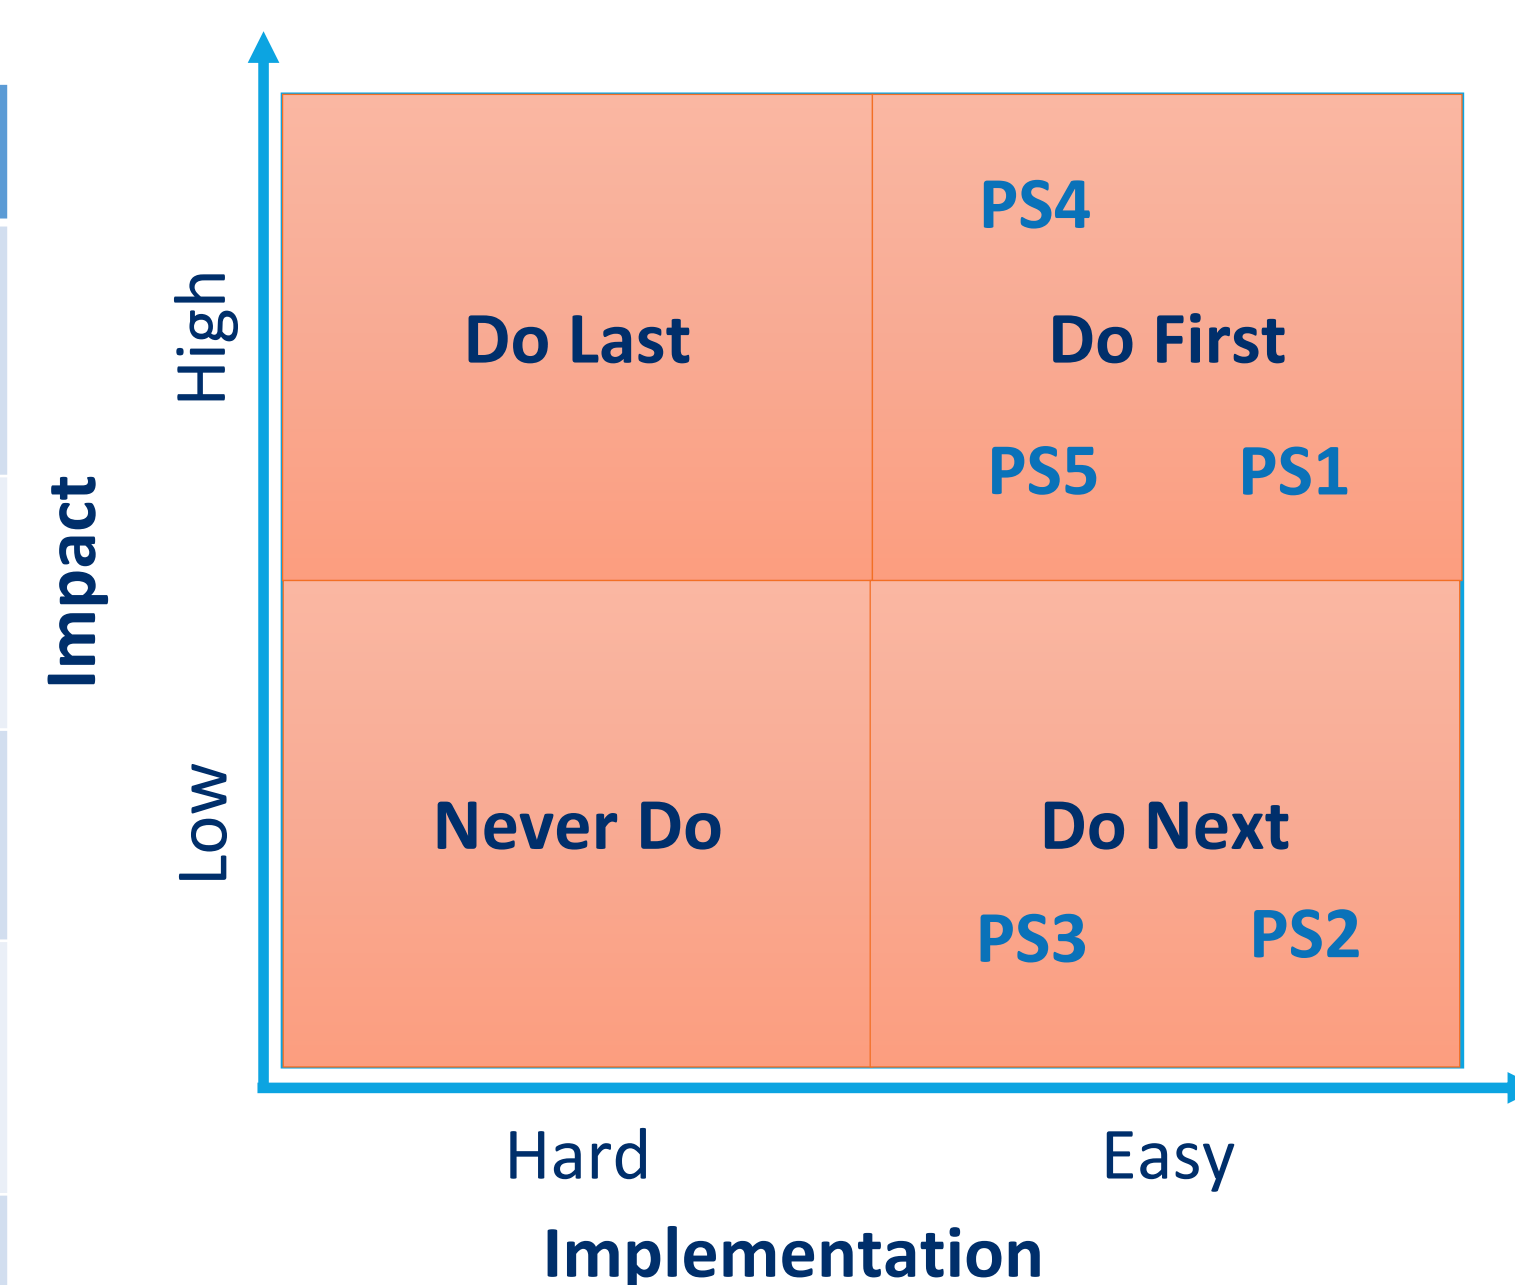 PS4
High
Do Last
Do First
PS5
PS1
Impact
Low
Never Do
Do Next
PS3
PS2
Hard
Easy
Implementation